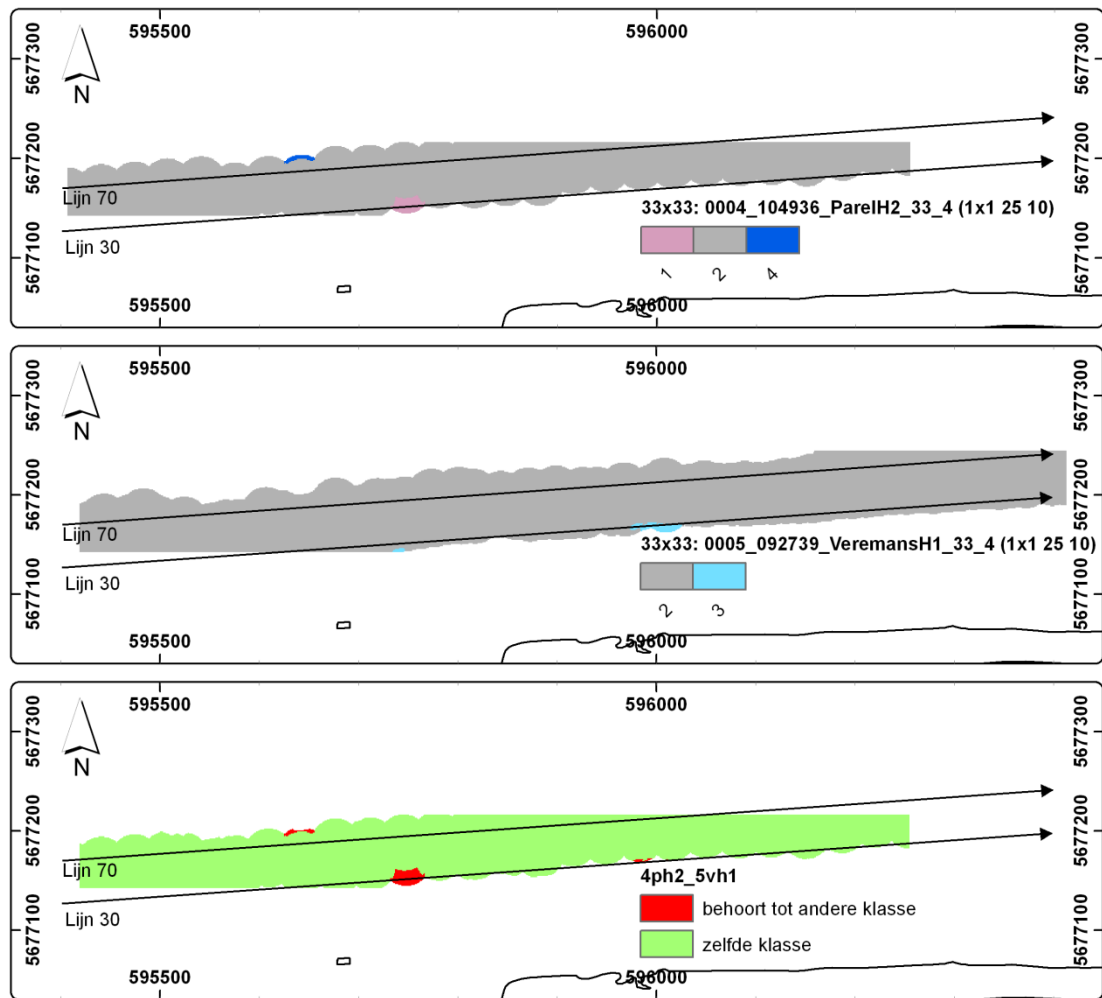 595500
596000
5677300
5677300
N
5677200
5677200
Lijn 70
33x33: 0004_104936_ParelH2_33_4 (1x1 25 10)
Lijn 30
5677100
5677100
1
2
4
595500
596000
595500
596000
5677300
5677300
N
5677200
5677200
Lijn 70
33x33: 0005_092739_VeremansH1_33_4 (1x1 25 10)
Lijn 30
5677100
5677100
2
3
595500
596000
595500
596000
5677300
5677300
N
5677200
5677200
Lijn 70
4ph2_5vh1
behoort tot andere klasse
Lijn 30
5677100
5677100
zelfde klasse
595500
596000